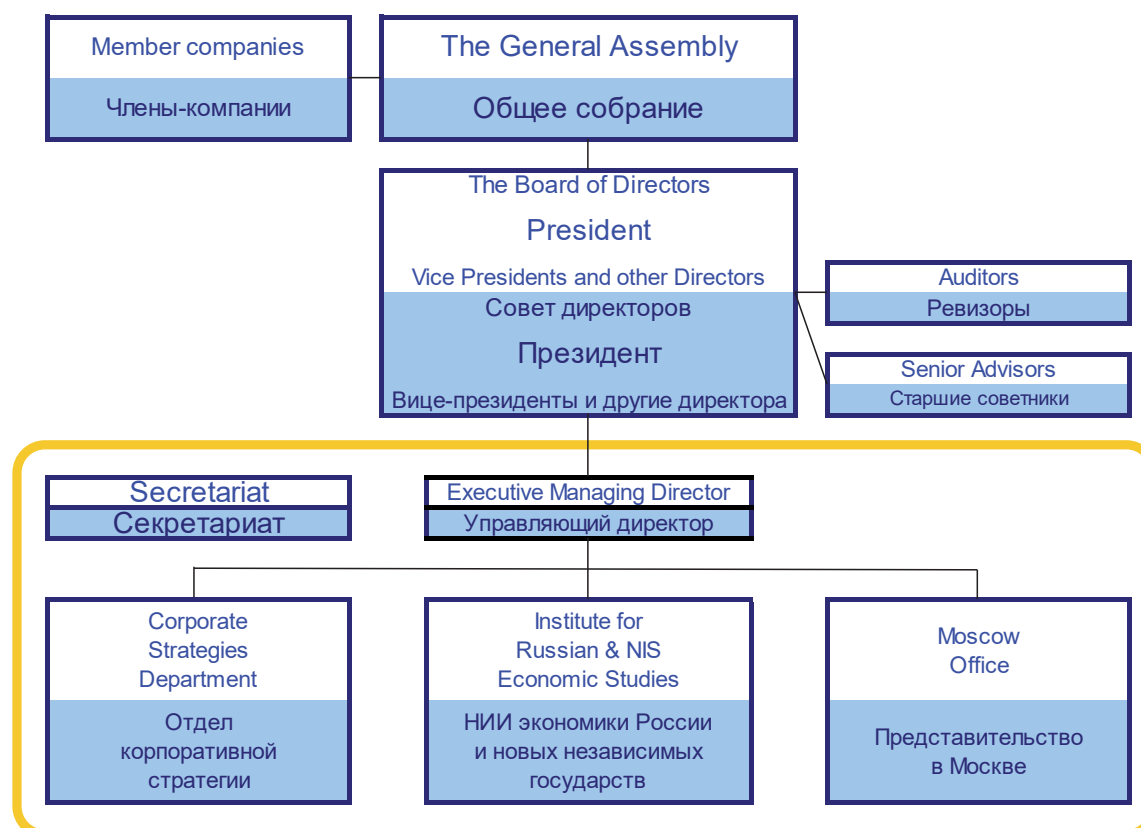 Member companies
Члены-компании
The General Assembly
Общее собрание
The Board of Directors
President
Vice Presidents and other Directors
Совет директоров
Президент
Вице-президенты и другие директора
Auditors
Ревизоры
Senior Advisors
Старшие советники
Secretariat
Секретариат
Executive Managing Director
Управляющий директор
Corporate
Strategies
Department
Отдел
корпоративной
стратегии
Institute for
Russian & NIS
Economic Studies
НИИ экономики России
и новых независимых
государств
Moscow
Office
Представительство
в Москве